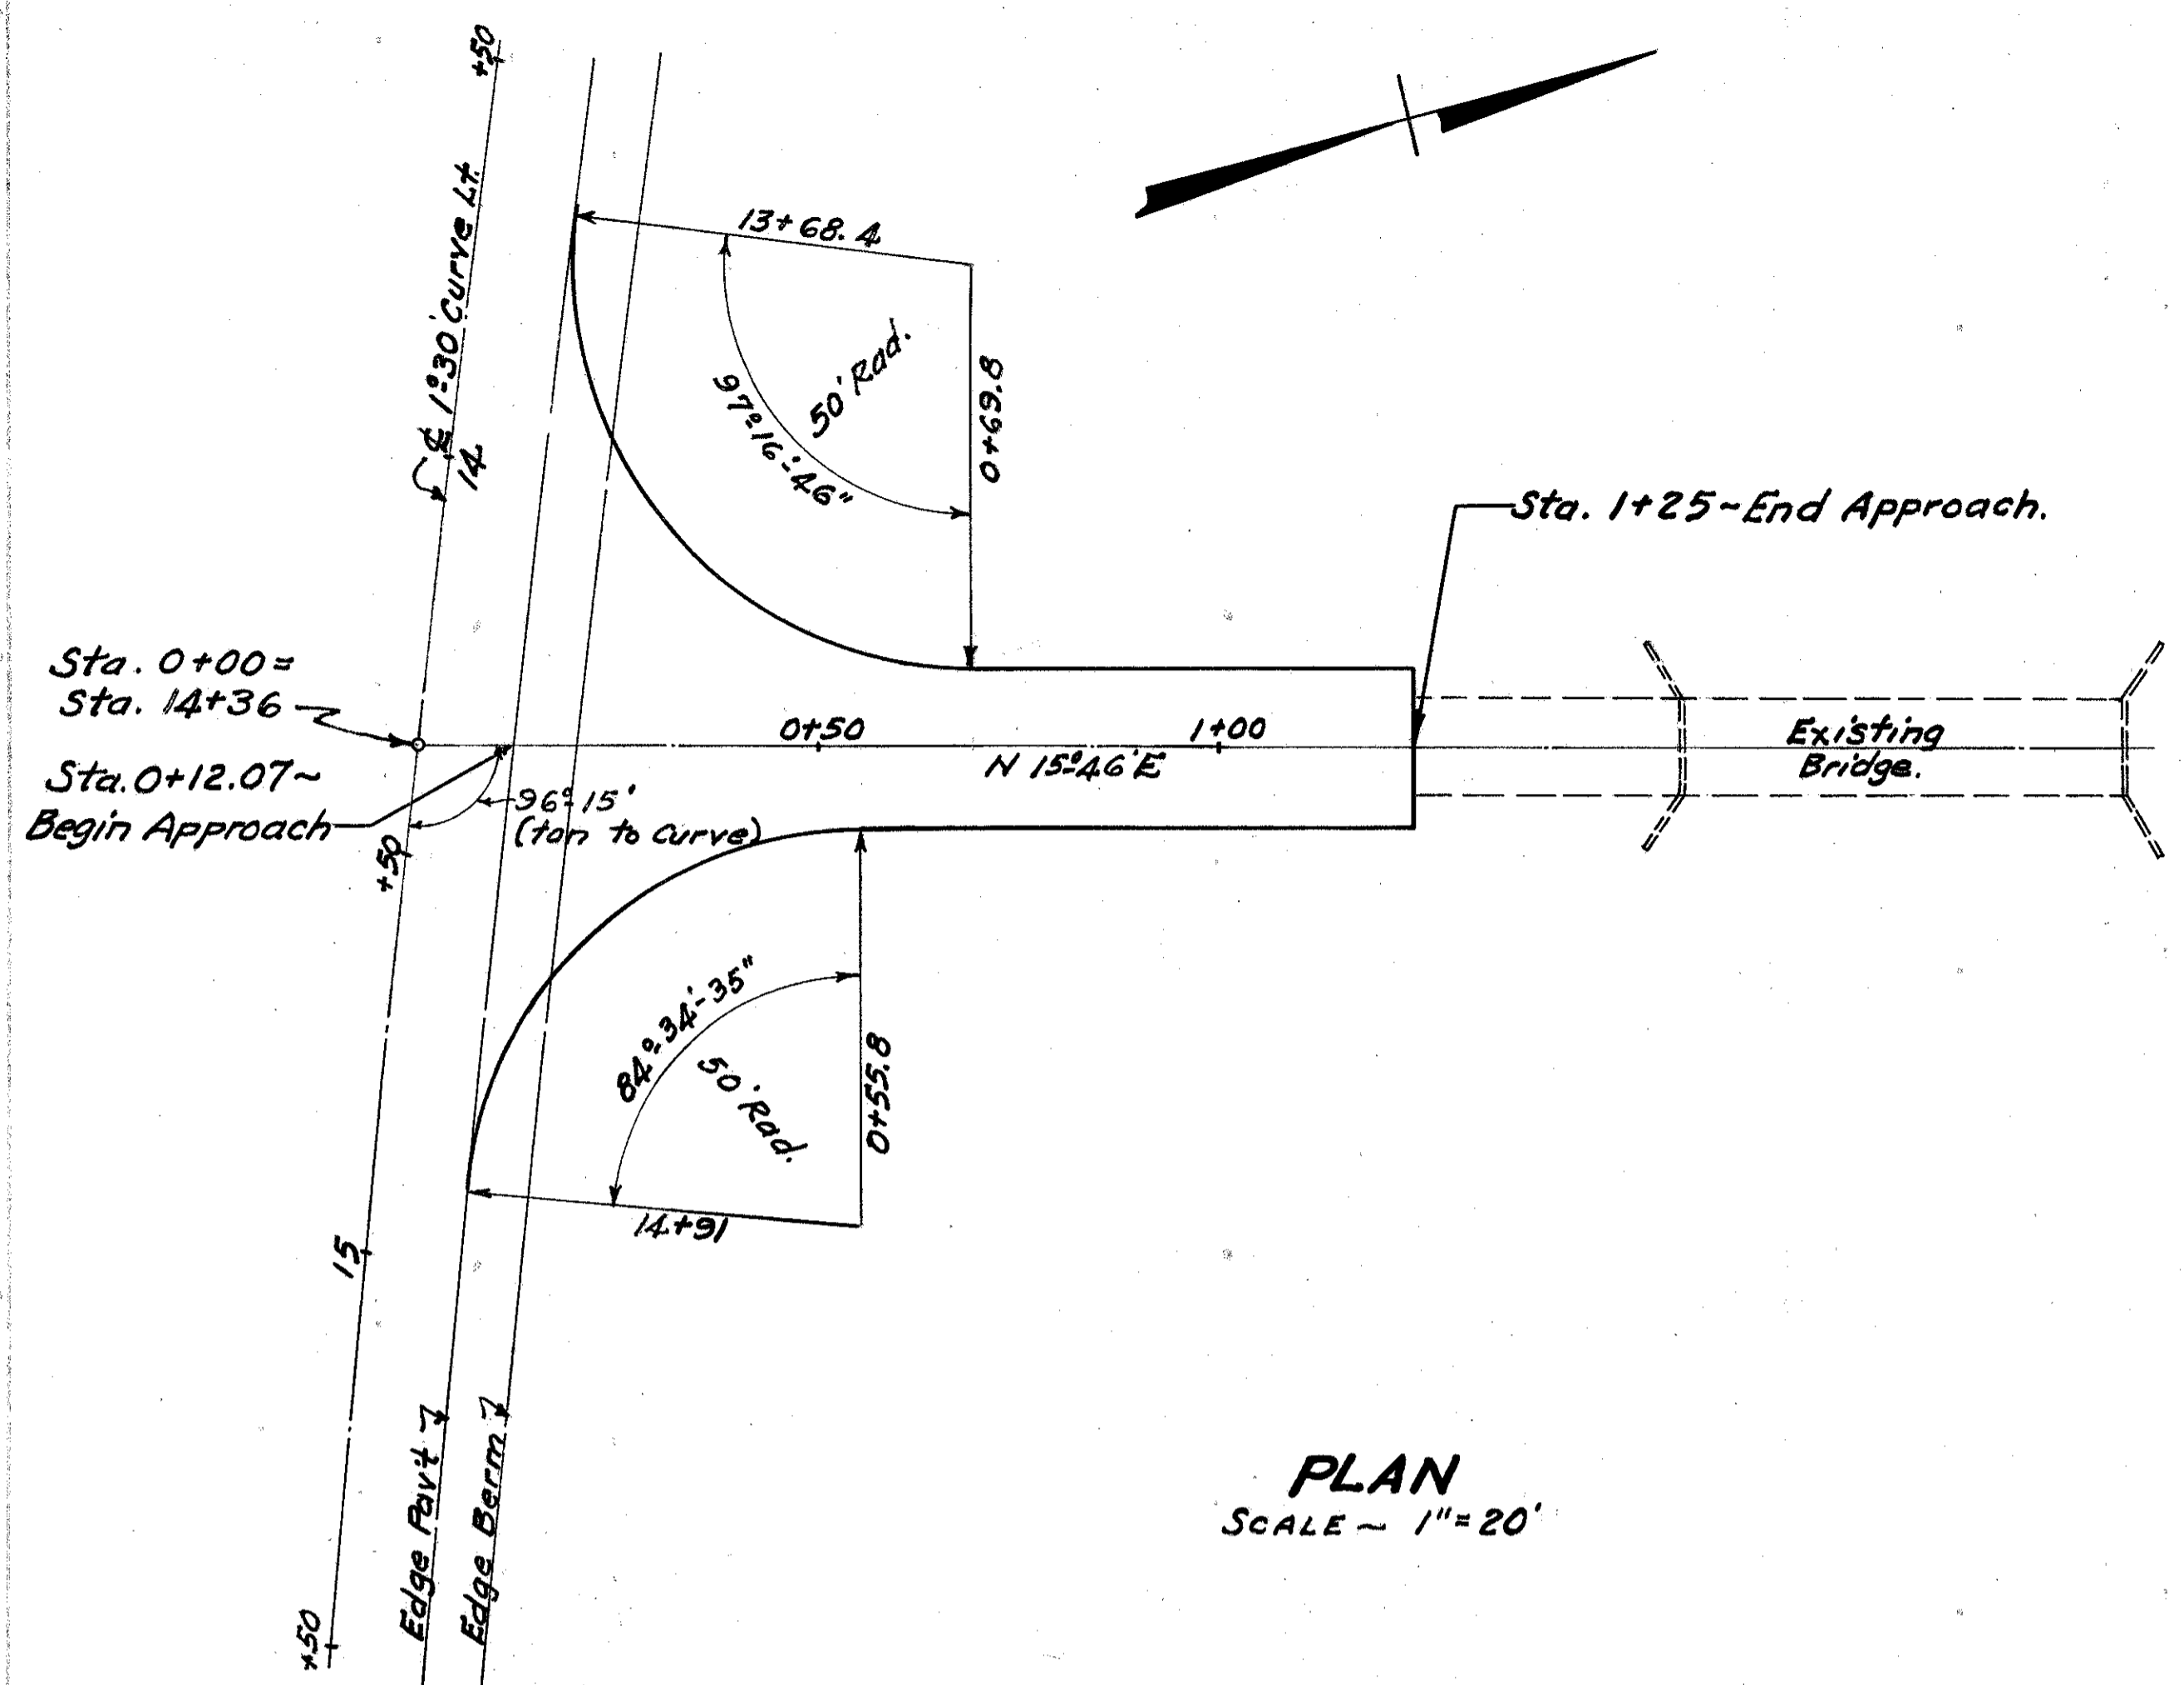 +50
℄ 1°-30' Curve Lt.
14
13+68.4
50' Rad.
97°-16'-46"
0+69.8
Sta. 1+25~End Approach.
Sta. 0+00=
Sta. 14+36
0+50
1+00
N 15°-46' E
Existing
Bridge.
Sta. 0+12.07~
Begin Approach
96°-15'
(tan to curve)
+50
84°-34'-35"
50' Rad.
0+55.8
14+91
15
Edge Pav't
Edge Berm
+50
PLAN
SCALE ~ 1"=20'